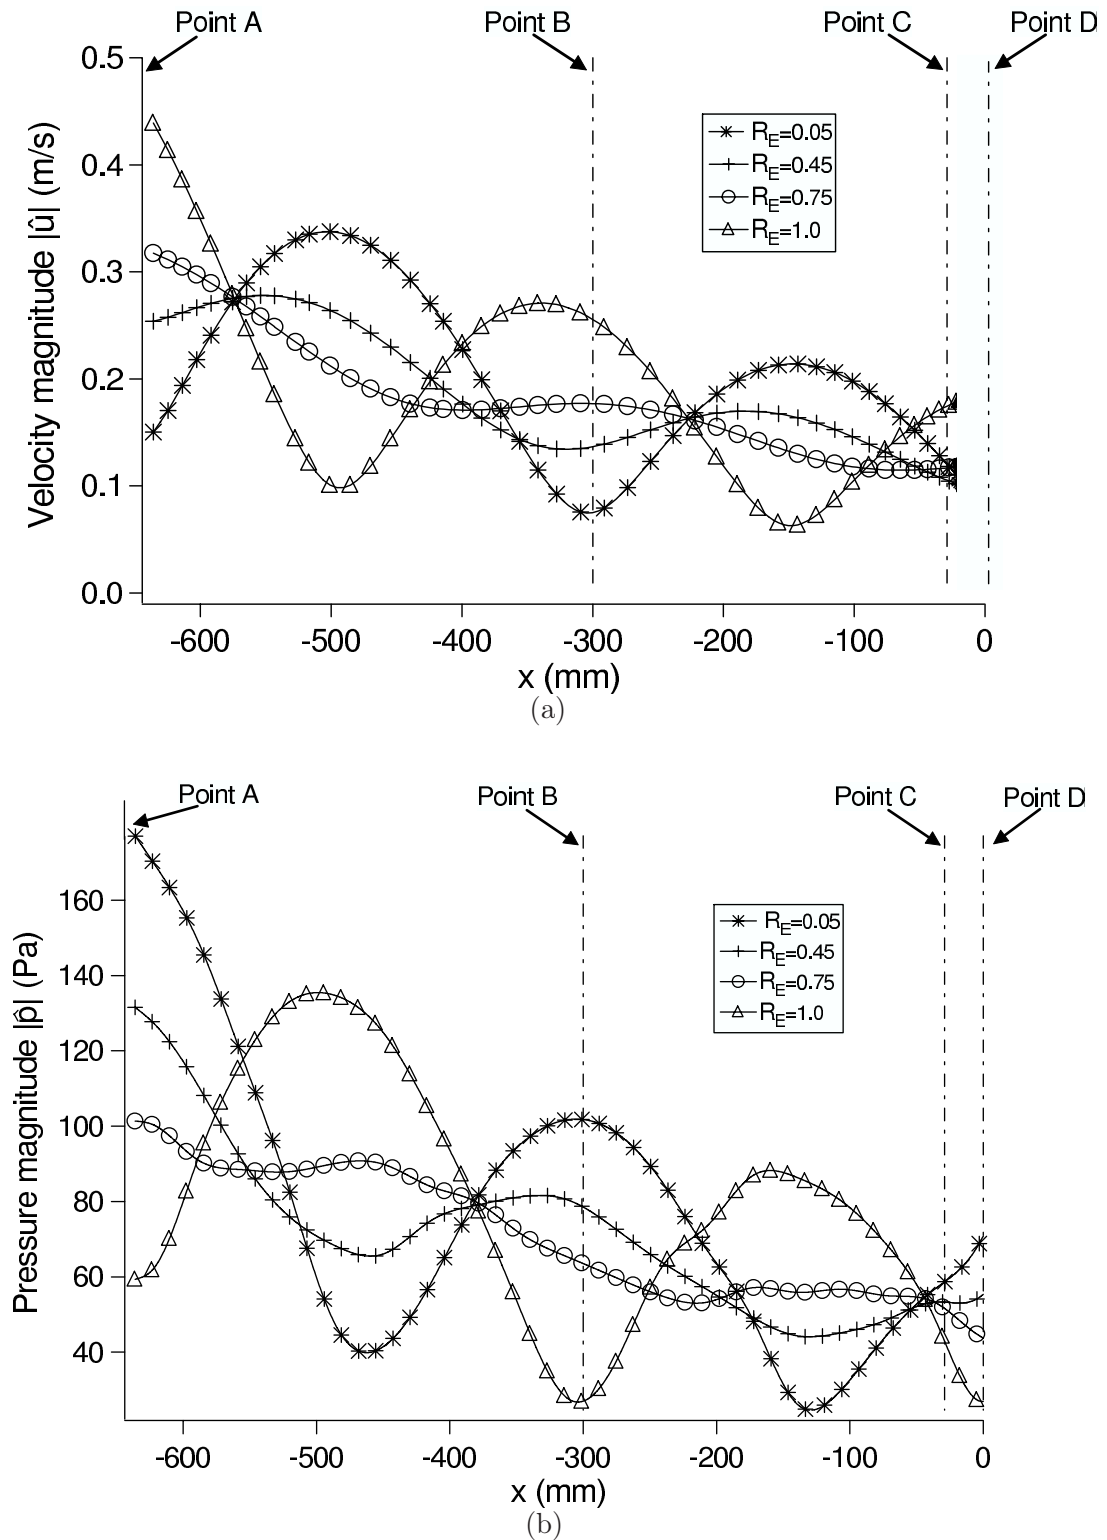 Point A Point B Point C Point D
0.5
0.4
0.3
0.2
0.1
0.0
Velocity magnitude |û| (m/s)
R_E=0.05
R_E=0.45
R_E=0.75
R_E=1.0
-600 -500 -400 -300 -200 -100 0
x (mm)
(a)
Point A Point B Point C Point D
160
140
120
100
80
60
40
Pressure magnitude |p̂| (Pa)
R_E=0.05
R_E=0.45
R_E=0.75
R_E=1.0
-600 -500 -400 -300 -200 -100 0
x (mm)
(b)